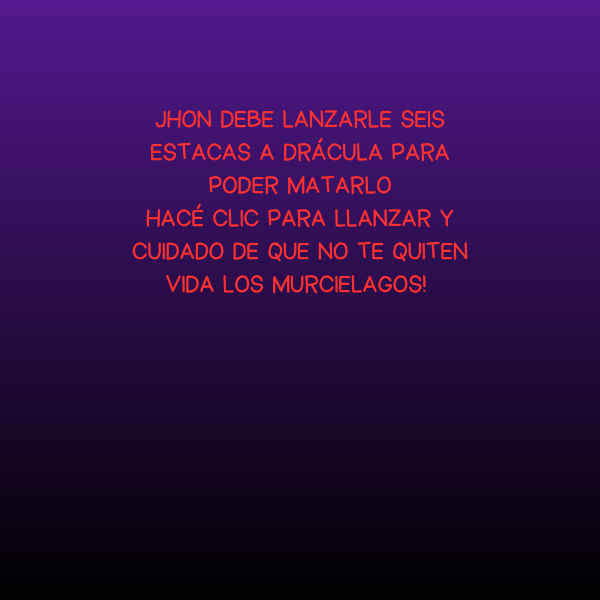 JHON DEBE LANZARLE SEIS
ESTACAS A DRÁCULA PARA
PODER MATARLO
HACÉ CLIC PARA LLANZAR Y
CUIDADO DE QUE NO TE QUITEN
VIDA LOS MURCIELAGOS!